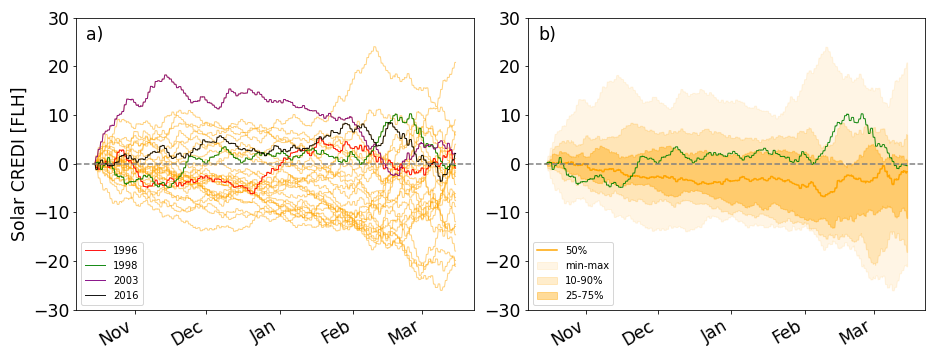 a)
Solar CREDI [FLH]
30
20
10
0
−10
−20
−30
1996
1998
2003
2016
Nov
Dec
Jan
Feb
Mar
b)
30
20
10
0
−10
−20
−30
50%
min-max
10-90%
25-75%
Nov
Dec
Jan
Feb
Mar